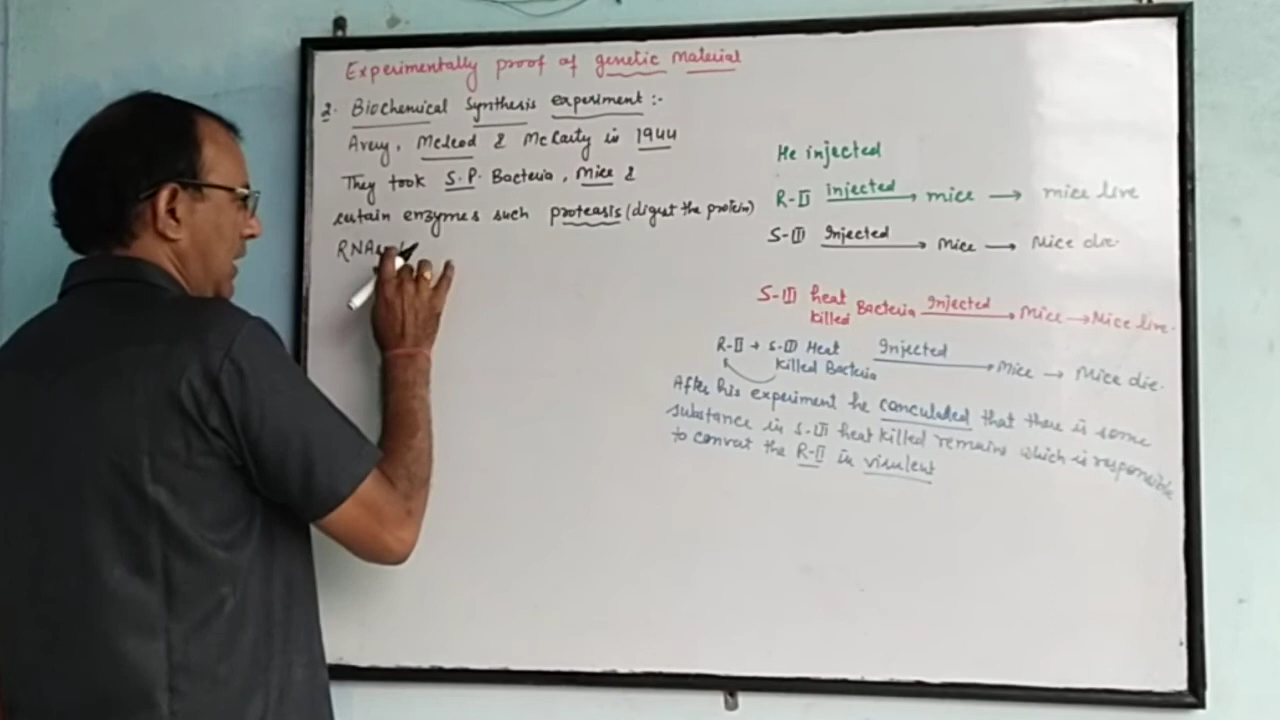 Experimentally proof of genetic material
2. Biochemical Synthesis experiment :-
Avery, McLeod & McCarty in 1944
They took S.P. Bacteria, Mice &
certain enzymes such proteasis (digest the protein)
RNA
He injected
R-II injected → mice → mice live
S-III Injected → Mice → Mice die.
S-III heat killed Bacteria Injected → Mice → Mice live.
R-II + S-III Heat killed Bacteria Injected → Mice → Mice die.
After his experiment he concluded that there is some
substance in S-III heat killed remains which is responsible
to convert the R-II in virulent